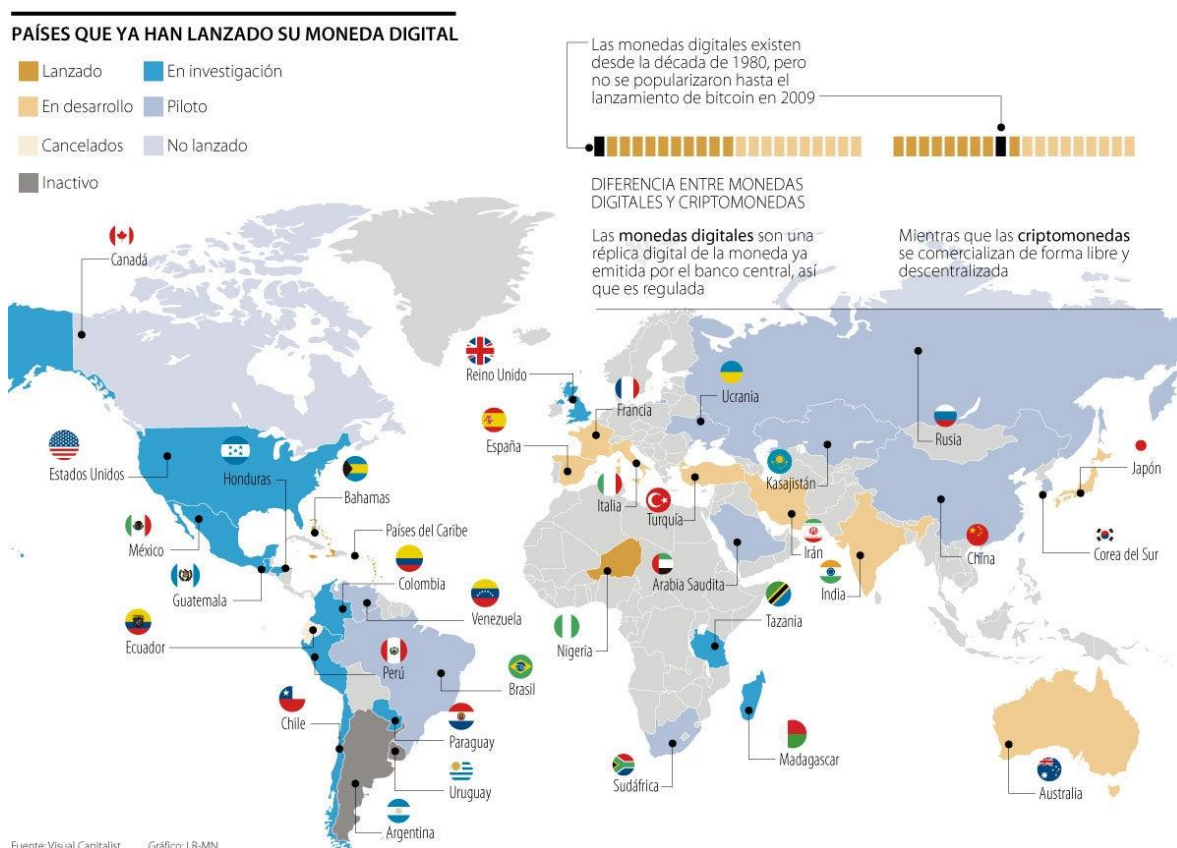 PAÍSES QUE YA HAN LANZADO SU MONEDA DIGITAL
Lanzado
En investigación
En desarrollo
Piloto
Cancelados
No lanzado
Inactivo
Las monedas digitales existen
desde la década de 1980, pero
no se popularizaron hasta el
lanzamiento de bitcoin en 2009
DIFERENCIA ENTRE MONEDAS
DIGITALES Y CRIPTOMONEDAS
Las monedas digitales son una
réplica digital de la moneda ya
emitida por el banco central, así
que es regulada
Mientras que las criptomonedas
se comercializan de forma libre y
descentralizada
Canadá
Reino Unido
Francia
Ucrania
España
Rusia
Estados Unidos
Honduras
Bahamas
Italia
Turquía
Kasajistán
Japón
México
Países del Caribe
Irán
China
Corea del Sur
Guatemala
Colombia
Arabia Saudita
India
Ecuador
Venezuela
Tazania
Nigeria
Perú
Brasil
Chile
Paraguay
Madagascar
Sudáfrica
Uruguay
Australia
Argentina
Fuente: Visual Capitalist
Gráfico: LR-MN